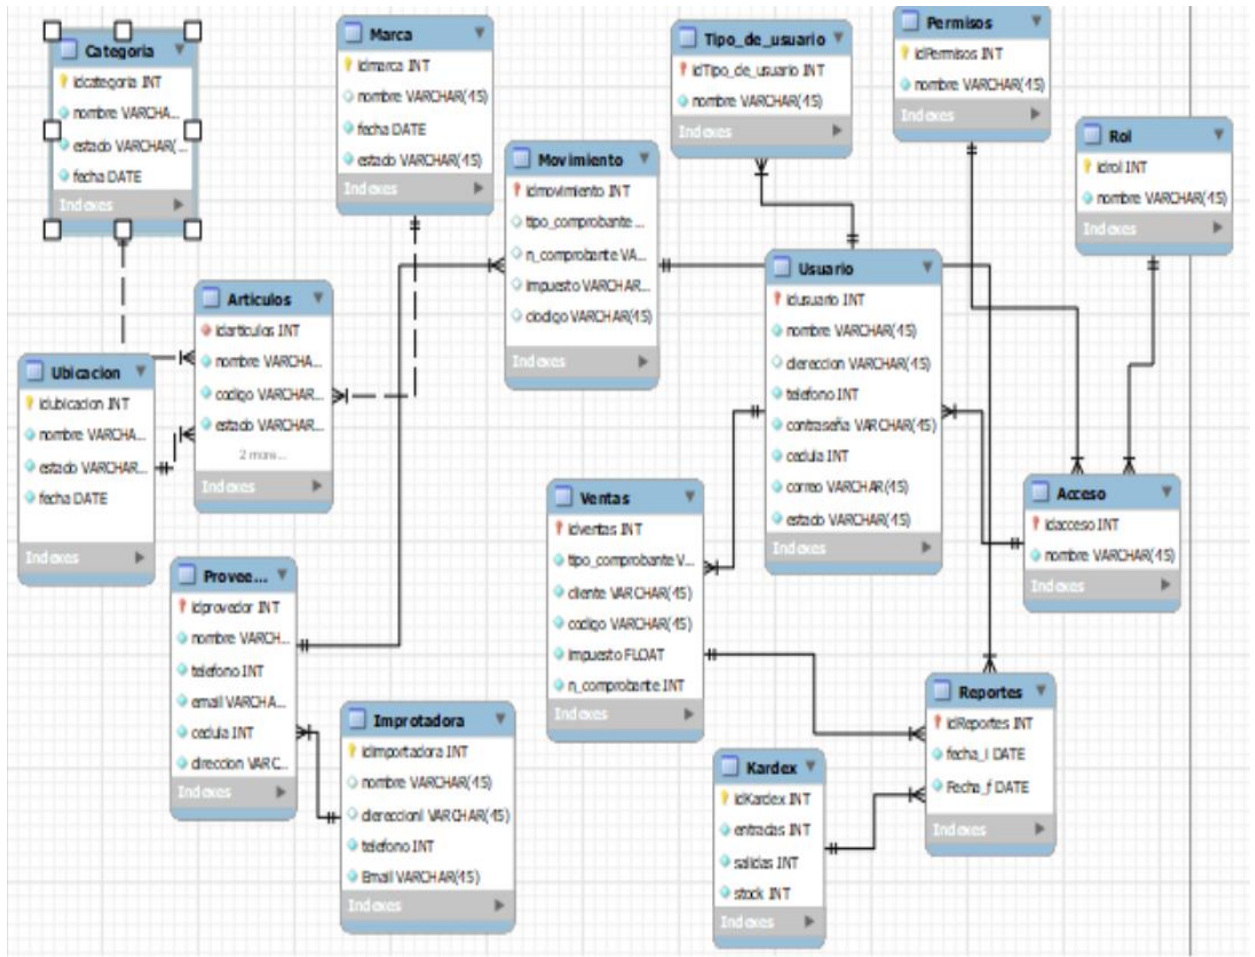 Categoria
idcategoria INT
nombre VARCHA...
estado VARCHAR(...
fecha DATE
Indexes
Marca
idmarca INT
nombre VARCHAR(45)
fecha DATE
estado VARCHAR(45)
Indexes
Tipo_de_usuario
idTipo_de_usuario INT
nombre VARCHAR(45)
Indexes
Permisos
idPermisos INT
nombre VARCHAR(45)
Indexes
Rol
idrol INT
nombre VARCHAR(45)
Indexes
Movimiento
idmovimiento INT
tipo_comprobante ...
n_comprobante VA...
impuesto VARCHAR...
VARCHAR(45)
Indexes
Usuario
idusuario INT
nombre VARCHAR(45)
diereccion VARCHAR(45)
telefono INT
contraseña VARCHAR(45)
cedula INT
correo VARCHAR(45)
estado VARCHAR(45)
Indexes
Articulos
idarticulos INT
nombre VARCHA...
codigo VARCHAR...
estado VARCHAR...
2 more...
Indexes
Ubicacion
idubicacion INT
nombre VARCHA...
estado VARCHAR...
fecha DATE
Indexes
Acceso
idacceso INT
nombre VARCHAR(45)
Indexes
Ventas
idventas INT
tipo_comprobante V...
cliente VARCHAR(45)
codigo VARCHAR(45)
impuesto FLOAT
n_comprobante INT
Indexes
Provee...
idprovedor INT
nombre VARCH...
telefono INT
email VARCHA...
cedula INT
direccion VARC...
Indexes
Improtadora
idimportadora INT
nombre VARCHAR(45)
VARCHAR(45)
telefono INT
Email VARCHAR(45)
Indexes
Reportes
idReportes INT
fecha_I DATE
Fecha_f DATE
Indexes
Kardex
idKardex INT
entradas INT
salidas INT
stock INT
Indexes